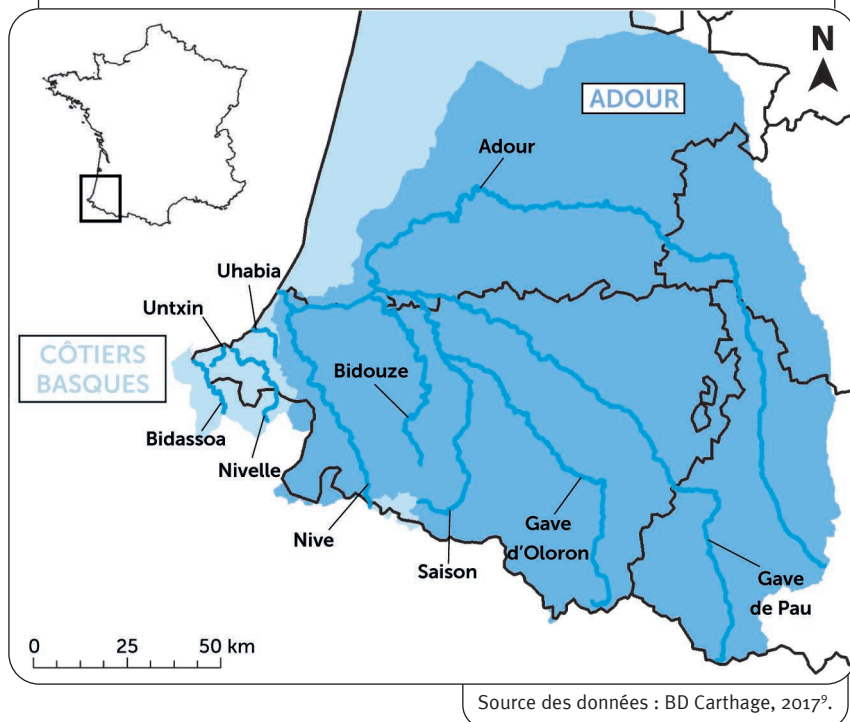 N
ADOUR
Adour
Uhabia
Untxin
CÔTIERS
BASQUES
Bidouze
Bidassoa
Nivelle
Nive
Saison
Gave
d'Oloron
Gave
de Pau
0 25 50 km
Source des données : BD Carthage, 2017⁹.